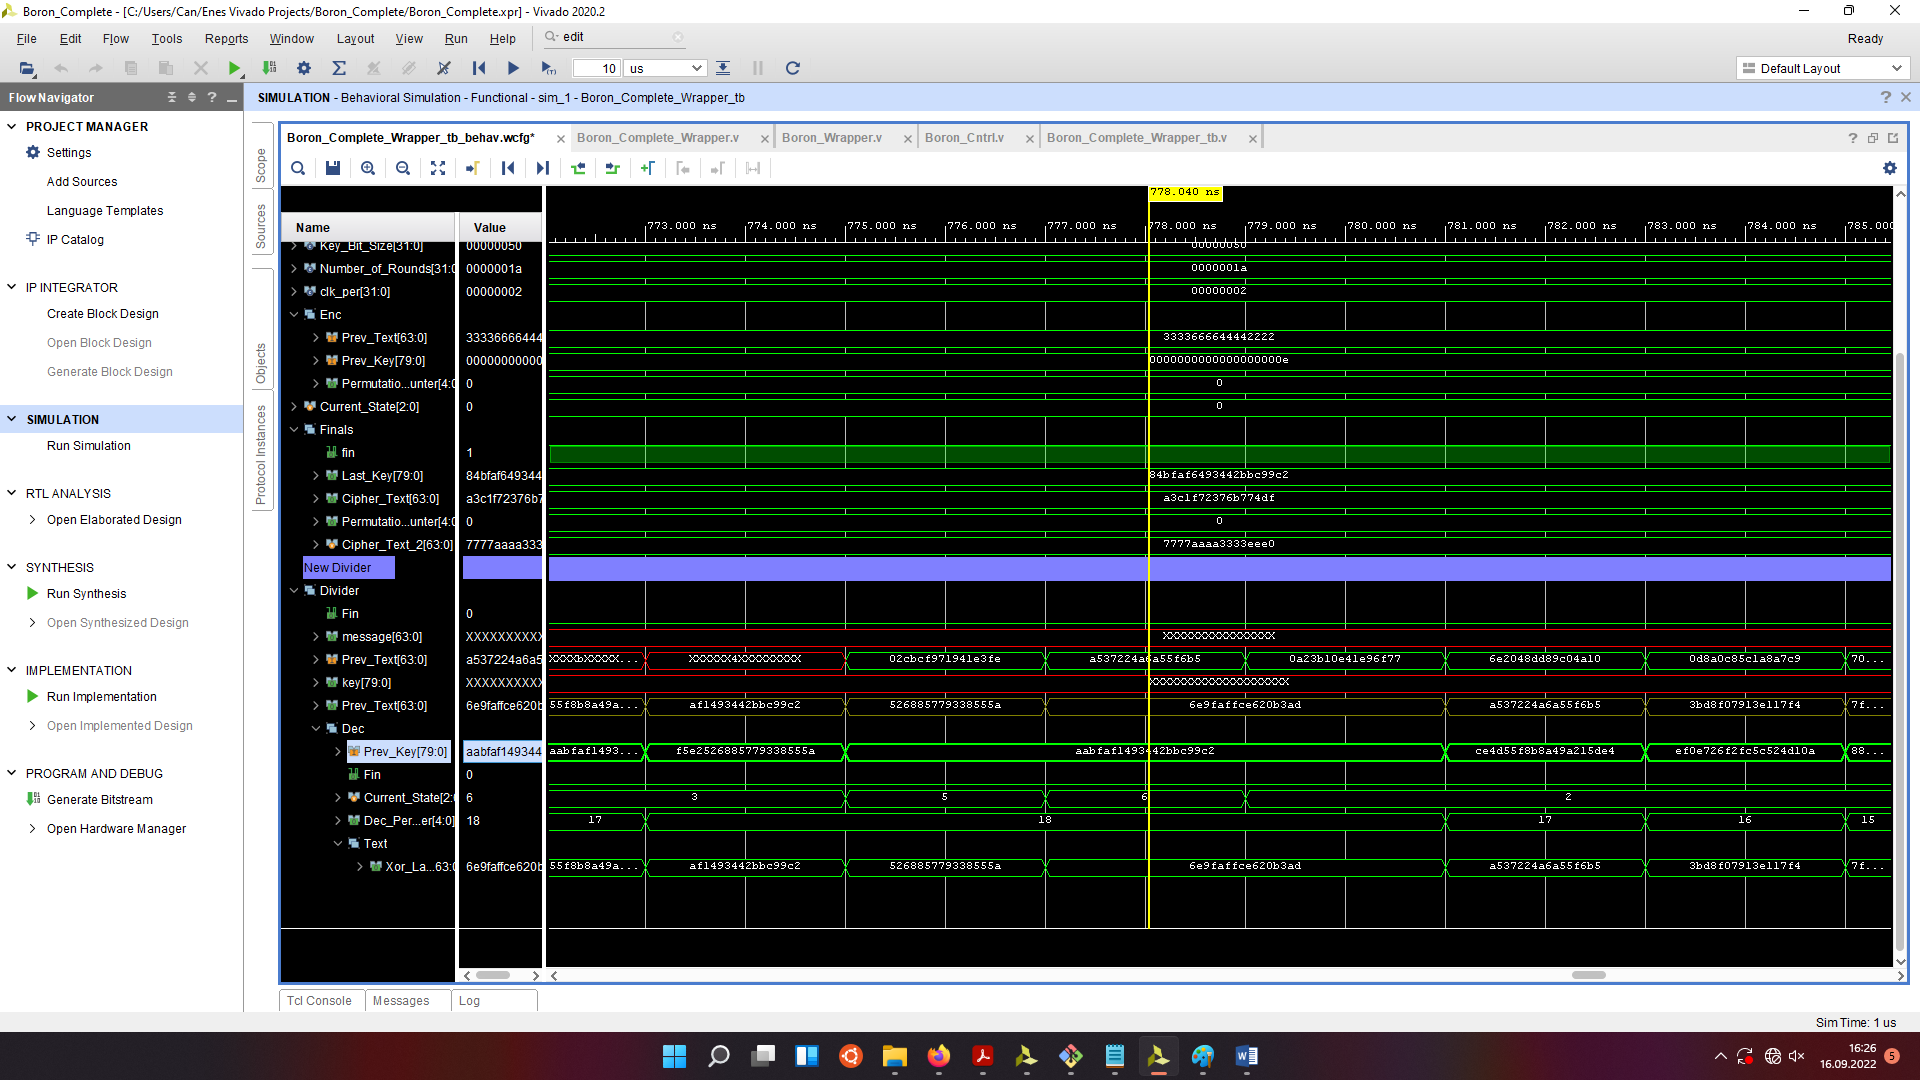 Boron_Complete - [C:/Users/Can/Enes Vivado Projects/Boron_Complete/Boron_Complete.xpr] - Vivado 2020.2
File Edit Flow Tools Reports Window Layout View Run Help edit
Ready
10 us
Default Layout
Flow Navigator
SIMULATION - Behavioral Simulation - Functional - sim_1 - Boron_Complete_Wrapper_tb
PROJECT MANAGER
Settings
Add Sources
Language Templates
IP Catalog
IP INTEGRATOR
Create Block Design
Open Block Design
Generate Block Design
SIMULATION
Run Simulation
RTL ANALYSIS
Open Elaborated Design
SYNTHESIS
Run Synthesis
Open Synthesized Design
IMPLEMENTATION
Run Implementation
Open Implemented Design
PROGRAM AND DEBUG
Generate Bitstream
Open Hardware Manager
Scope
Sources
Objects
Protocol Instances
Boron_Complete_Wrapper_tb_behav.wcfg* Boron_Complete_Wrapper.v Boron_Wrapper.v Boron_Cntrl.v Boron_Complete_Wrapper_tb.v
778.040 ns
Name Value
773.000 ns 774.000 ns 775.000 ns 776.000 ns 777.000 ns 778.000 ns 779.000 ns 780.000 ns 781.000 ns 782.000 ns 783.000 ns 784.000 ns 785.000
Key_Bit_Size[31:0] 00000050 00000050
Number_of_Rounds[31:0 0000001a 0000001a
clk_per[31:0] 00000002 00000002
Enc
Prev_Text[63:0] 33336666444 3333666644442222
Prev_Key[79:0] 00000000000 0000000000000000000e
Permutatio...unter[4:0 0 0
Current_State[2:0] 0 0
Finals
fin 1
Last_Key[79:0] 84bfaf649344 84bfaf6493442bbc99c2
Cipher_Text[63:0] a3c1f72376b7 a3c1f72376b774df
Permutatio...unter[4:0 0 0
Cipher_Text_2[63:0] 7777aaaa333 7777aaaa3333eee0
New Divider
Divider
Fin 0
message[63:0] XXXXXXXXXX XXXXXXXXXXXXXXXX
Prev_Text[63:0] a537224a6a5 XXXXbXXXXX... XXXXXX4XXXXXXXXX 02cbcf971941e3fe a537224a6a55f6b5 0a23b10e41e96f77 6e2048dd89c04a10 0d8a0c85c1a8a7c9 70...
key[79:0] XXXXXXXXXX XXXXXXXXXXXXXXXXXXXX
Prev_Text[63:0] 6e9faffce620b 55f8b8a49a... af1493442bbc99c2 526885779338555a 6e9faffce620b3ad a537224a6a55f6b5 3bd8f07913e117f4 7f...
Dec
Prev_Key[79:0] aabfaf149344 aabfaf1493... f5e2526885779338555a aabfaf1493442bbc99c2 ce4d55f8b8a49a215de4 ef0e726f2fc5c524d10a 88...
Fin 0
Current_State[2:0 6 3 5 6 2
Dec_Per...er[4:0] 18 17 18 17 16 15
Text
Xor_La...63:0 6e9faffce620b 55f8b8a49a... af1493442bbc99c2 526885779338555a 6e9faffce620b3ad a537224a6a55f6b5 3bd8f07913e117f4 7f...
Tcl Console Messages Log
Sim Time: 1 us
16:26
16.09.2022
5